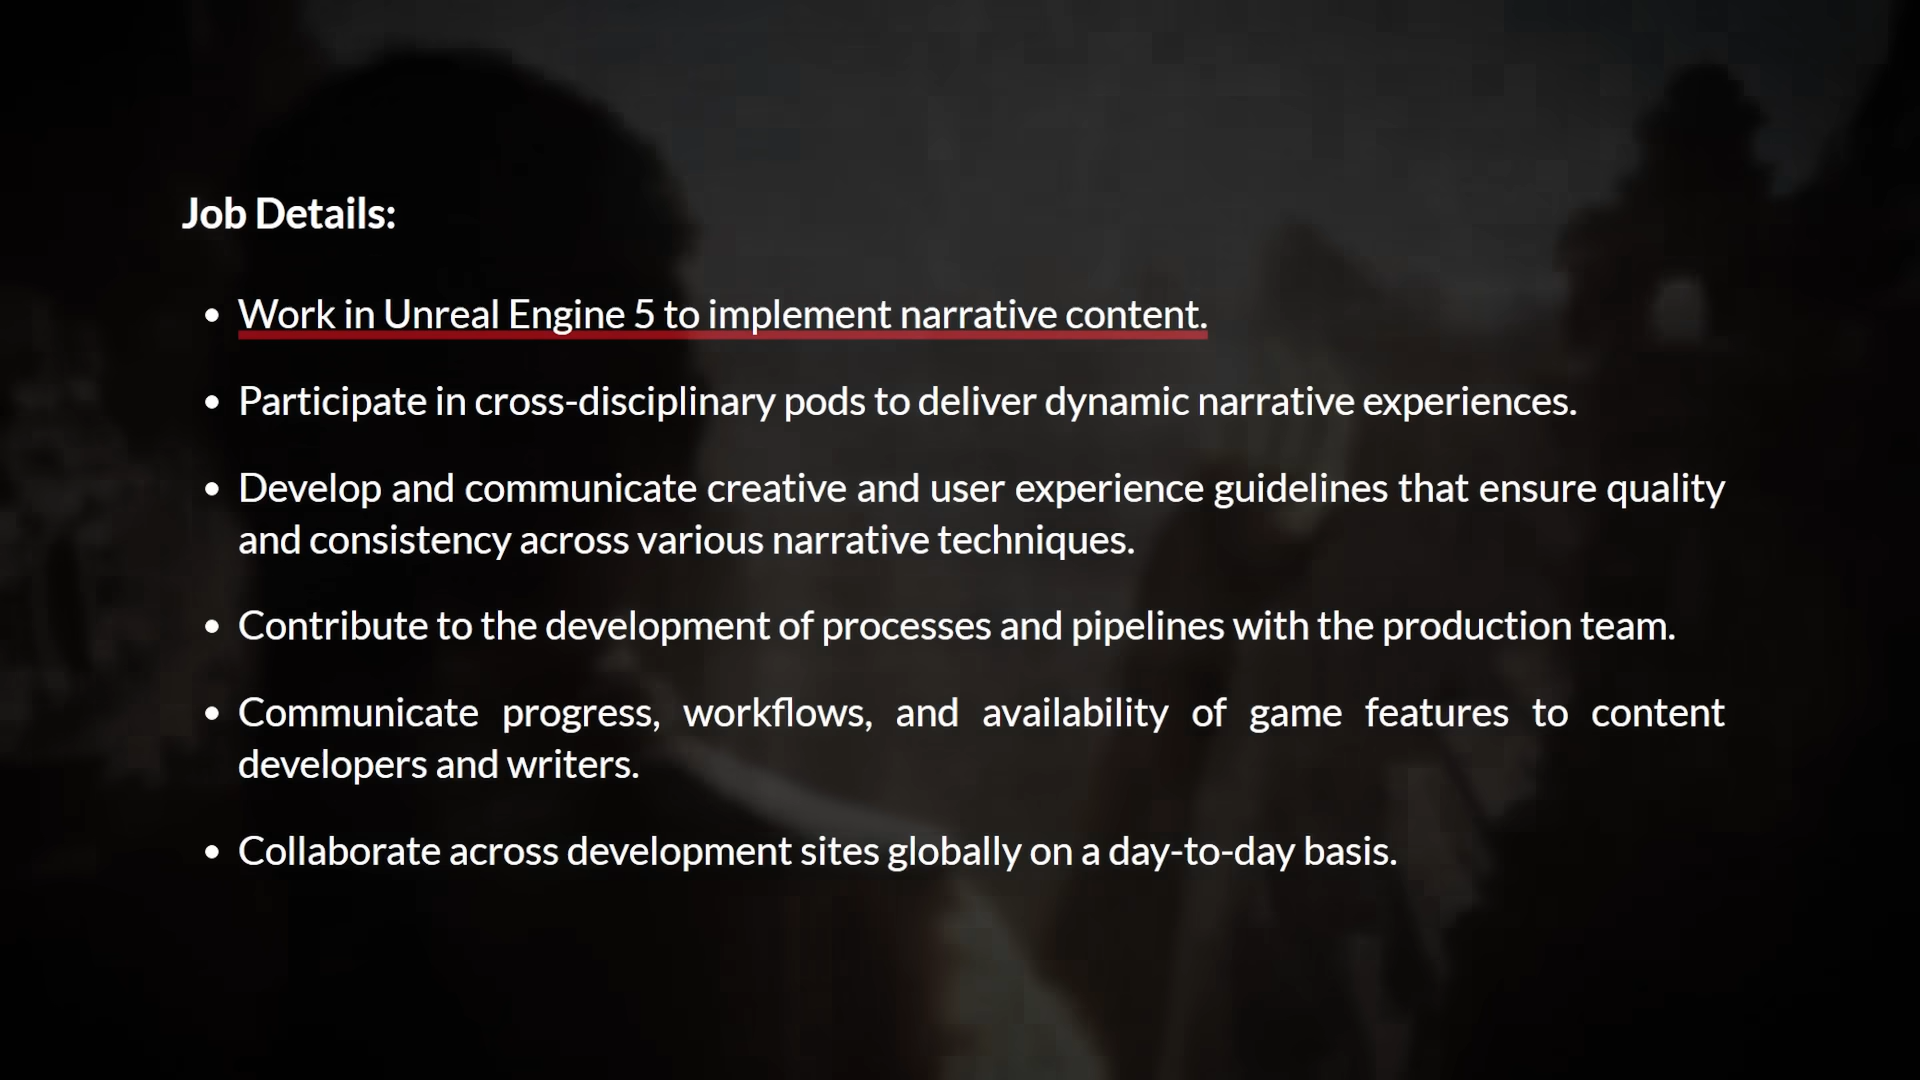 Job Details:
• Work in Unreal Engine 5 to implement narrative content.
• Participate in cross-disciplinary pods to deliver dynamic narrative experiences.
• Develop and communicate creative and user experience guidelines that ensure quality
and consistency across various narrative techniques.
• Contribute to the development of processes and pipelines with the production team.
• Communicate progress, workflows, and availability of game features to content
developers and writers.
• Collaborate across development sites globally on a day-to-day basis.